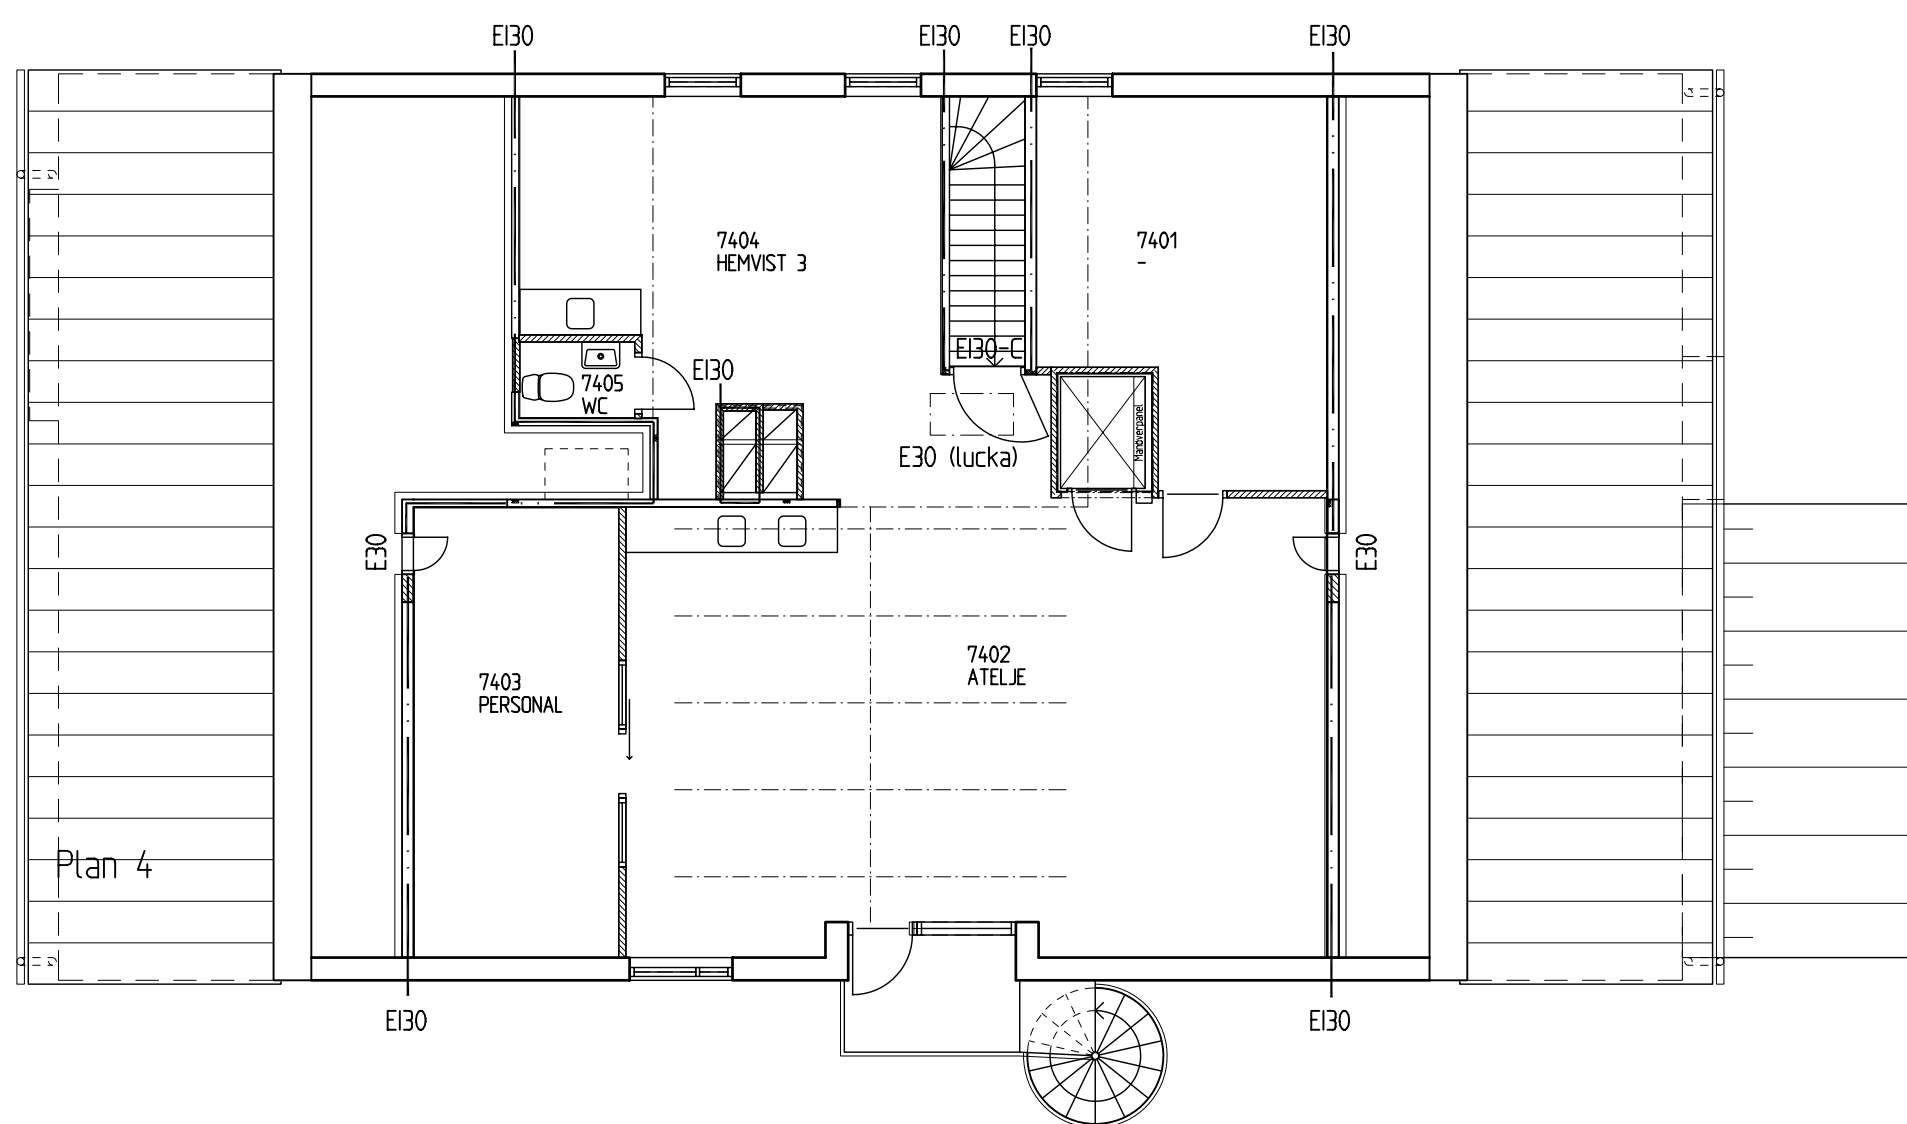 EI30
EI30
EI30
EI30
7404
HEMVIST 3
7401
-
EI30-C
EI30
7405
WC
Manöverpanel
E30 (lucka)
E30
E30
7402
ATELJE
7403
PERSONAL
Plan 4
EI30
EI30